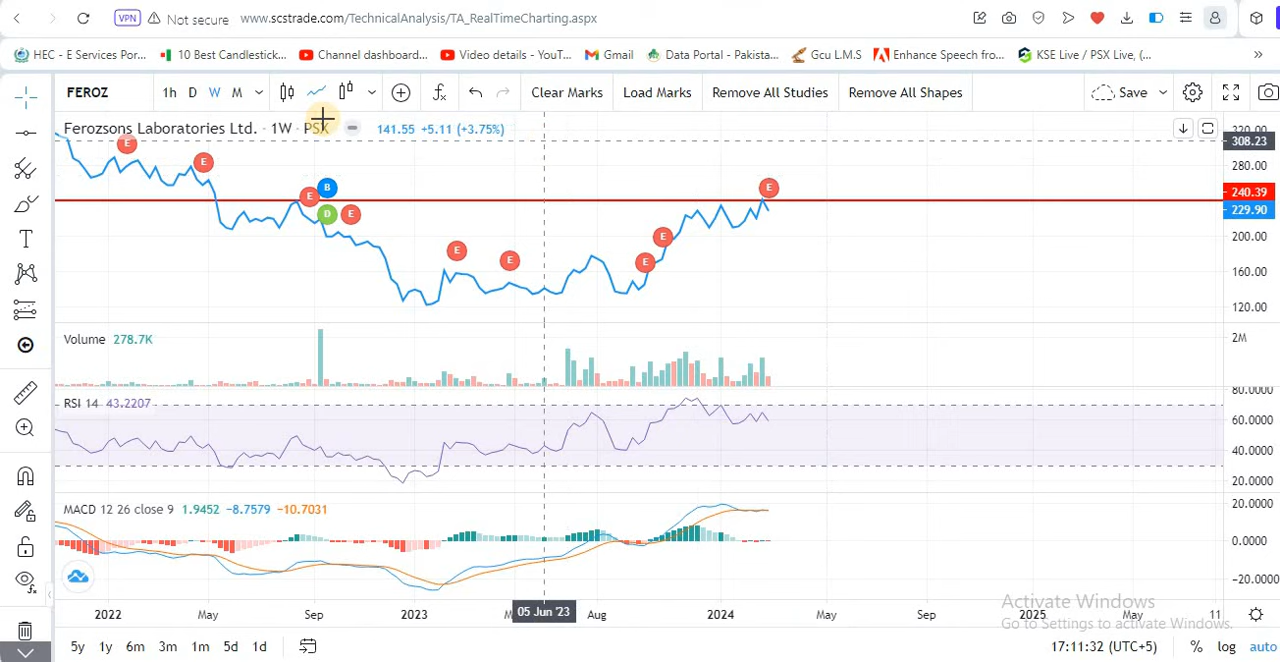 VPN Not secure www.scstrade.com/TechnicalAnalysis/TA_RealTimeCharting.aspx
HEC - E Services Por... 10 Best Candlestick... Channel dashboard... Video details - YouT... Gmail Data Portal - Pakista... Gcu L.M.S Enhance Speech fro... KSE Live / PSX Live, (... »
FEROZ 1h D W M Clear Marks Load Marks Remove All Studies Remove All Shapes Save
Ferozsons Laboratories Ltd. · 1W · PSX 141.55 +5.11 (+3.75%)
320.00
308.23
280.00
240.39
229.90
200.00
160.00
120.00
E E E B D E E E E E E
Volume 278.7K
2M
RSI 14 43.2207
80.0000
60.0000
40.0000
20.0000
MACD 12 26 close 9 1.9452 −8.7579 −10.7031
20.0000
0.0000
−20.0000
2022 May Sep 2023 05 Jun '23 Aug 2024 May Sep 2025 May 11
Activate Windows
Go to Settings to activate Windows.
5y 1y 6m 3m 1m 5d 1d 17:11:32 (UTC+5) % log auto